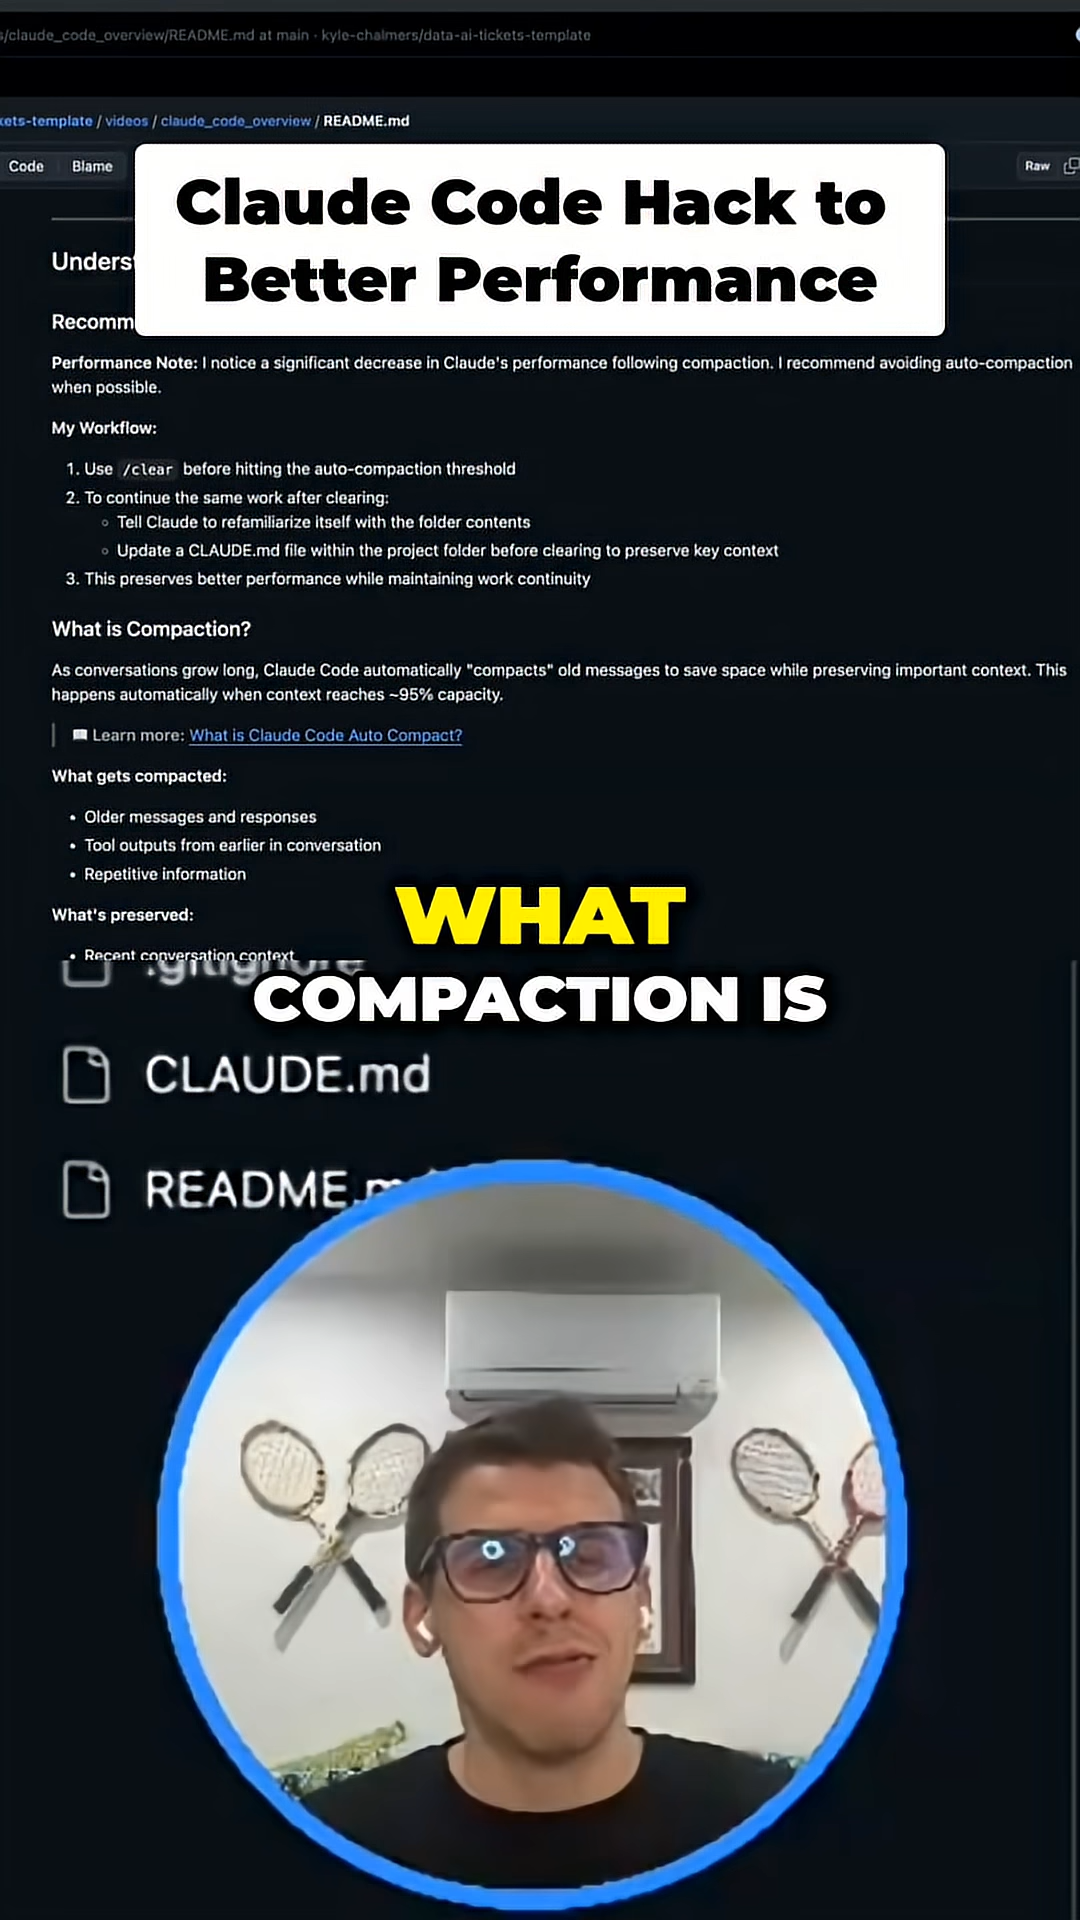 s/claude_code_overview/README.md at main · kyle-chalmers/data-ai-tickets-template
kets-template / videos / claude_code_overview / README.md
Code Blame Raw
Claude Code Hack to
Better Performance
Performance Note: I notice a significant decrease in Claude's performance following compaction. I recommend avoiding auto-compaction
when possible.
My Workflow:
1. Use /clear before hitting the auto-compaction threshold
2. To continue the same work after clearing:
◦ Tell Claude to refamiliarize itself with the folder contents
◦ Update a CLAUDE.md file within the project folder before clearing to preserve key context
3. This preserves better performance while maintaining work continuity
What is Compaction?
As conversations grow long, Claude Code automatically "compacts" old messages to save space while preserving important context. This
happens automatically when context reaches ~95% capacity.
📖 Learn more: What is Claude Code Auto Compact?
What gets compacted:
• Older messages and responses
• Tool outputs from earlier in conversation
• Repetitive information
What's preserved:
• Recent conversation context
.gitignore
WHAT
COMPACTION IS
CLAUDE.md
README.md